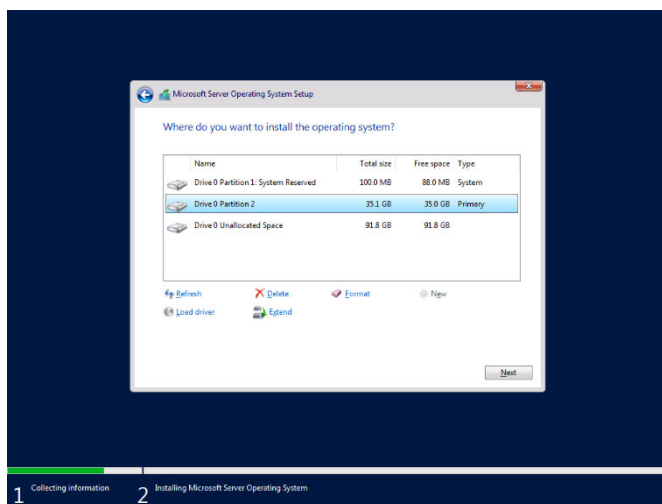 Microsoft Server Operating System Setup
Where do you want to install the operating system?
Name Total size Free space Type
Drive 0 Partition 1: System Reserved 100.0 MB 88.0 MB System
Drive 0 Partition 2 35.1 GB 35.0 GB Primary
Drive 0 Unallocated Space 91.8 GB 91.8 GB
Refresh Delete Format New
Load driver Extend
Next
1 Collecting information 2 Installing Microsoft Server Operating System